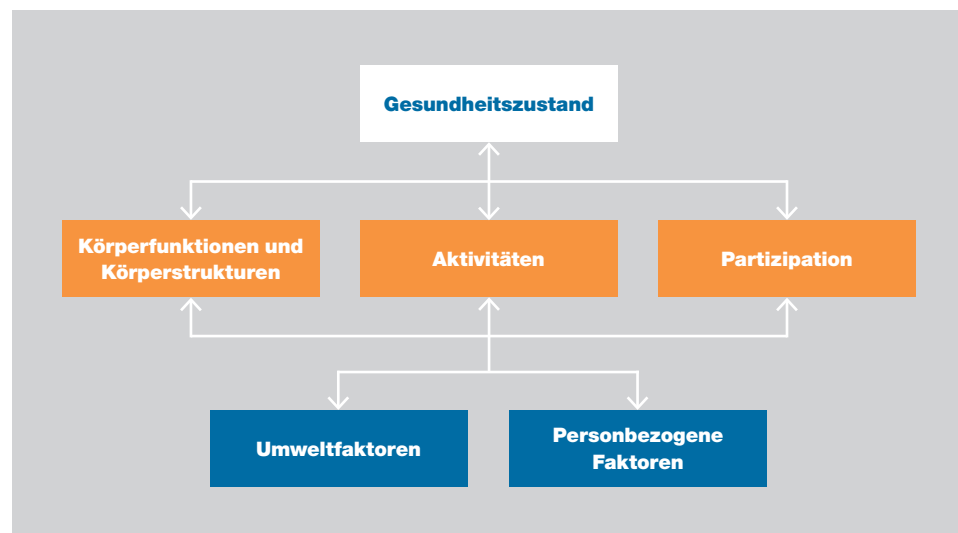 Gesundheitszustand
Körperfunktionen und
Körperstrukturen
Aktivitäten
Partizipation
Umweltfaktoren
Personbezogene
Faktoren